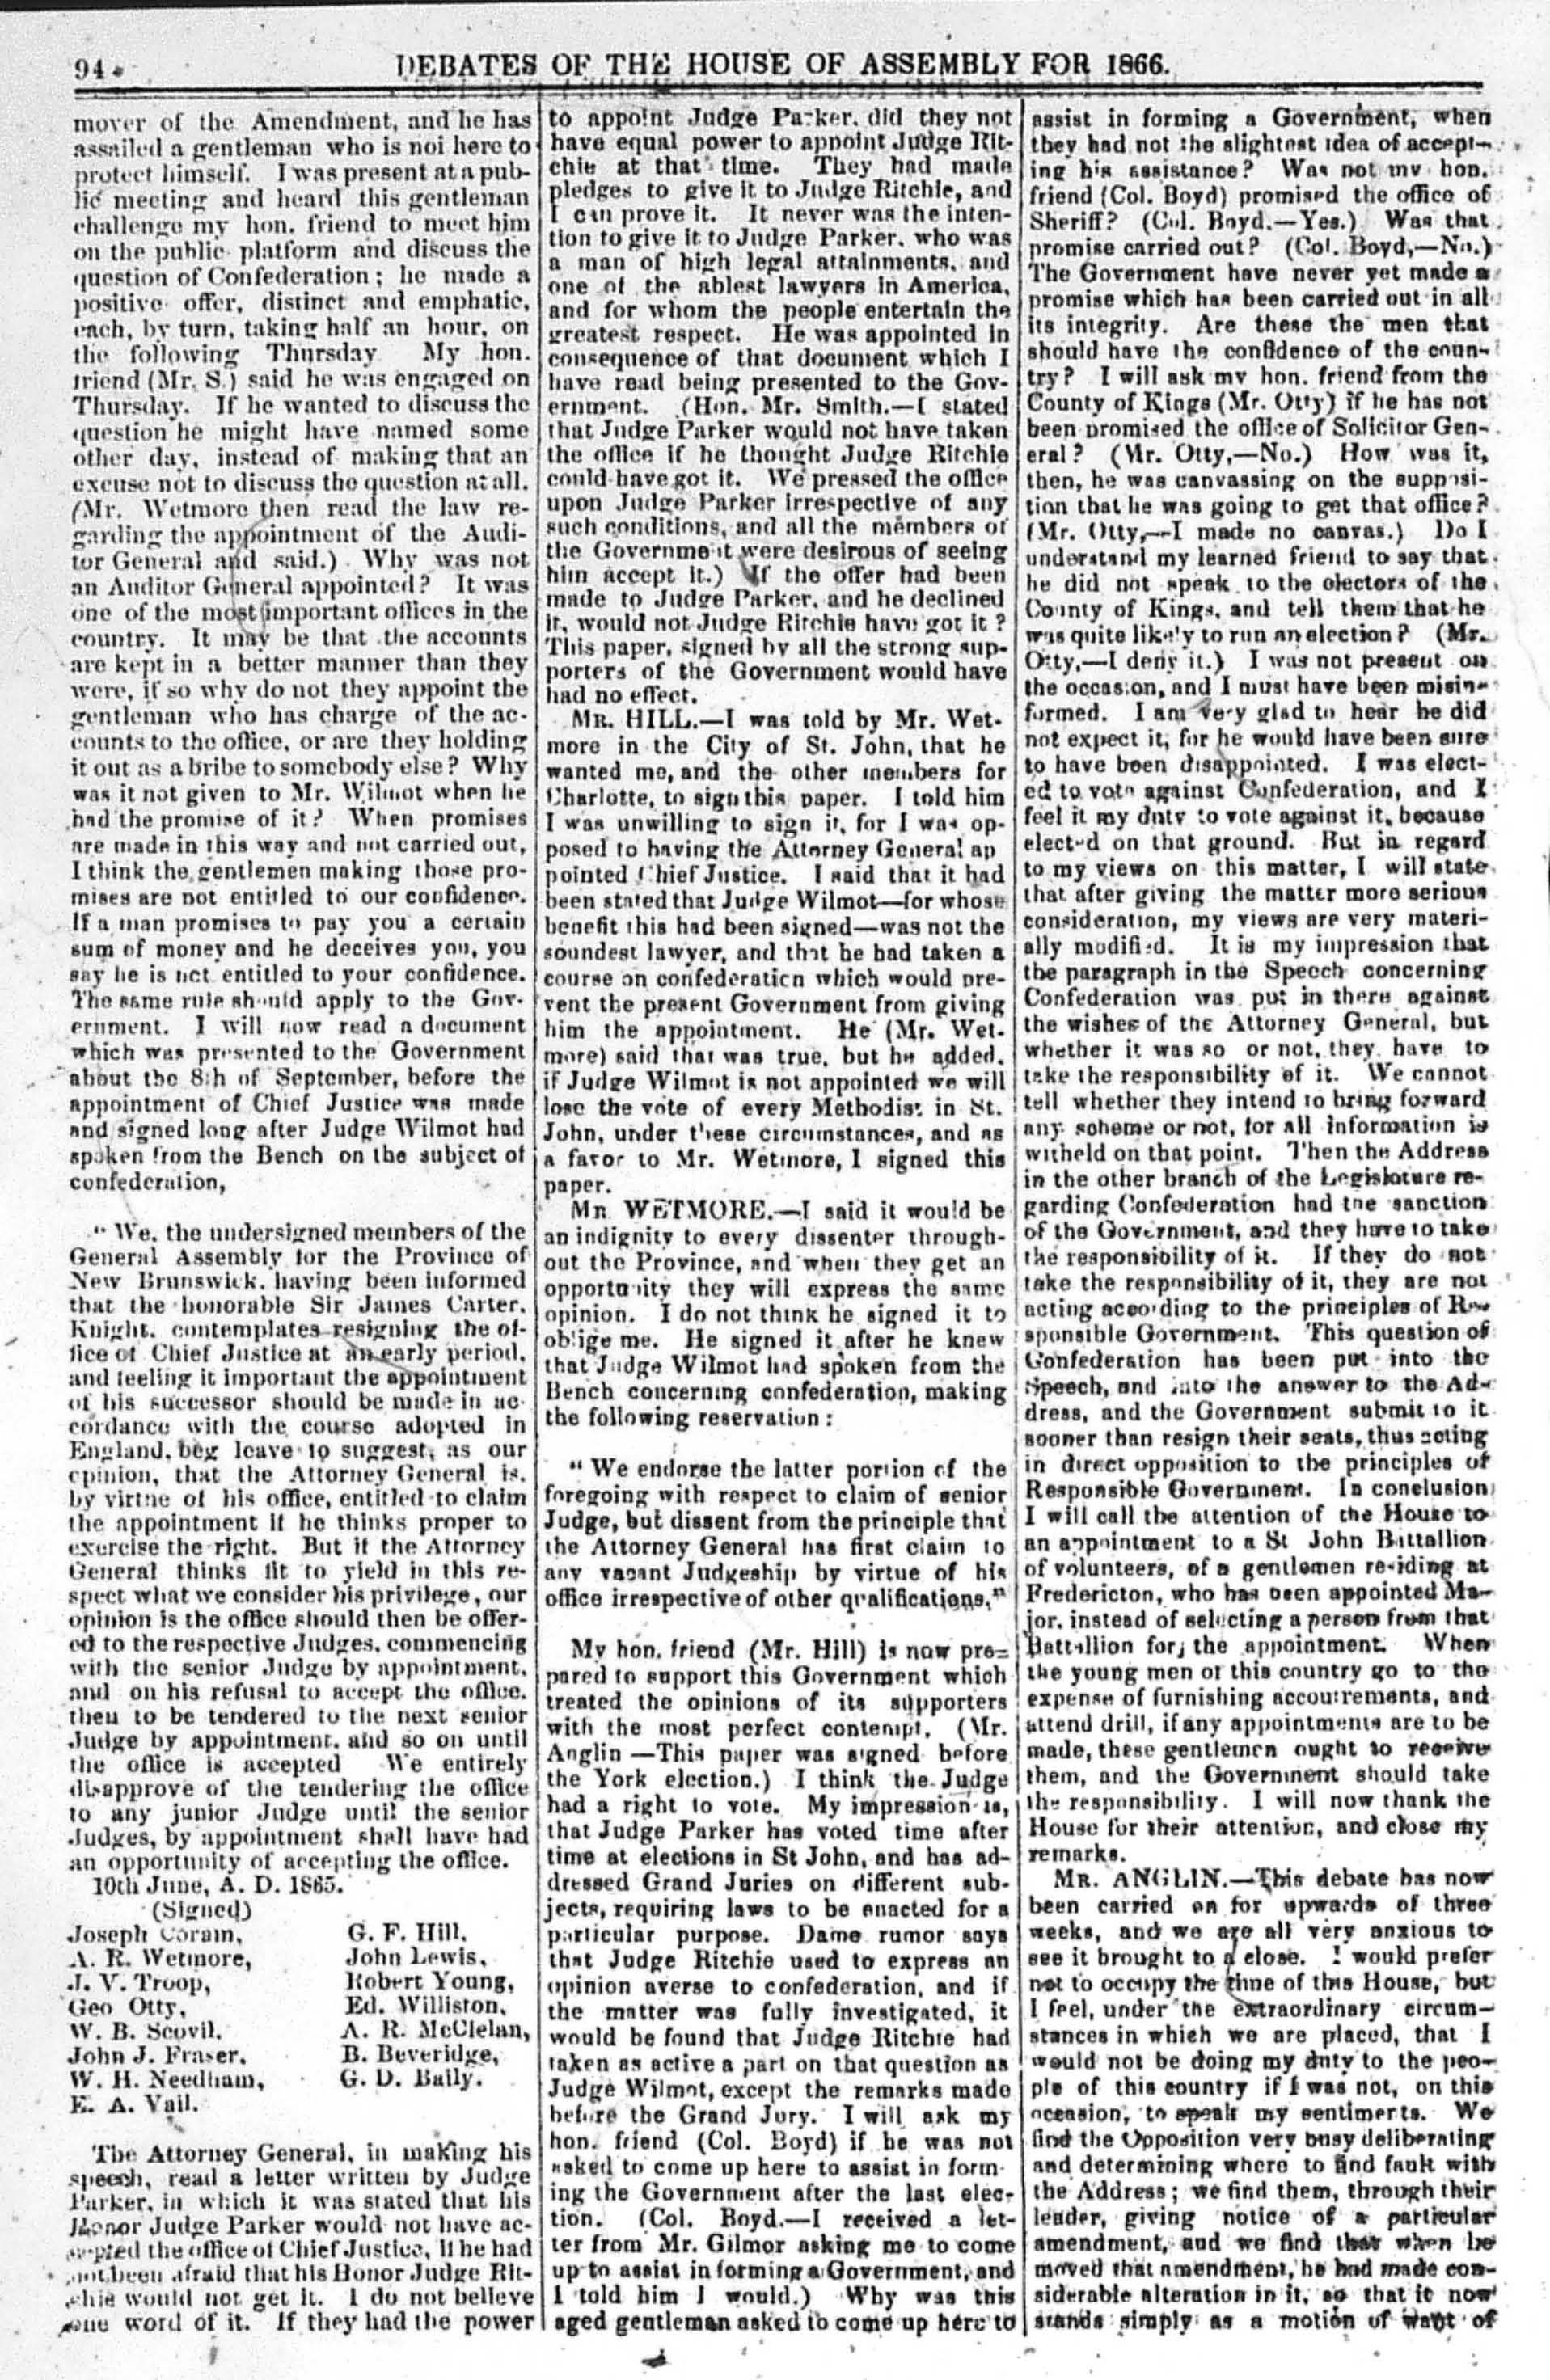 94
DEBATES OF THE HOUSE OF ASSEMBLY FOR 1866.
mover of the Amendment, and he has
assailed a gentleman who is noi here to
protect himself. I was present at a pub-
lic meeting and heard this gentleman
challenge my hon. friend to meet him
on the public platform and discuss the
question of Confederation; he made a
positive offer, distinct and emphatic,
each, by turn, taking half an hour, on
the following Thursday My hon.
friend (Mr. S.) said he was engaged on
Thursday. If he wanted to discuss the
question he might have named some
other day, instead of making that an
excuse not to discuss the question at all.
(Mr. Wetmore then read the law re-
garding the appointment of the Audi-
tor General and said.) Why was not
an Auditor General appointed? It was
one of the most important offices in the
country. It may be that the accounts
are kept in a better manner than they
were, if so why do not they appoint the
gentleman who has charge of the ac-
counts to the office, or are they holding
it out as a bribe to somebody else? Why
was it not given to Mr. Wilmot when he
had the promise of it? When promises
are made in this way and not carried out,
I think the gentlemen making those pro-
mises are not entitled to our confidence.
If a man promises to pay you a certain
sum of money and he deceives you, you
say he is not entitled to your confidence.
The same rule should apply to the Gov-
ernment. I will now read a document
which was presented to the Government
about the 8th of September, before the
appointment of Chief Justice was made
and signed long after Judge Wilmot had
spoken from the Bench on the subject of
confederation,
" We, the undersigned members of the
General Assembly for the Province of
New Brunswick, having been informed
that the honorable Sir James Carter,
Knight, contemplates resigning the of-
fice of Chief Justice at an early period,
and feeling it important the appointment
of his successor should be made in ac-
cordance with the course adopted in
England, beg leave to suggest, as our
opinion, that the Attorney General is,
by virtue of his office, entitled to claim
the appointment if he thinks proper to
exercise the right. But if the Attorney
General thinks fit to yield in this re-
spect what we consider his privilege, our
opinion is the office should then be offer-
ed to the respective Judges, commencing
with the senior Judge by appointment,
and on his refusal to accept the office,
then to be tendered to the next senior
Judge by appointment, and so on until
the office is accepted We entirely
disapprove of the tendering the office
to any junior Judge until the senior
Judges, by appointment shall have had
an opportunity of accepting the office.
10th June, A. D. 1865.
(Signed)
Joseph Coram, G. F. Hill.
A. R. Wetmore, John Lewis,
J. V. Troop, Robert Young,
Geo Otty, Ed. Williston,
W. B. Scovil, A. R. McClelan,
John J. Fraser, B. Beveridge,
W. H. Needham, G. D. Baily.
E. A. Vail.
The Attorney General, in making his
speech, read a letter written by Judge
Parker, in which it was stated that his
Honor Judge Parker would not have ac-
cepted the office of Chief Justice, if he had
not been afraid that his Honor Judge Rit-
chie would not get it. I do not believe
one word of it. If they had the power
to appoint Judge Parker, did they not
have equal power to appoint Judge Rit-
chie at that time. They had made
pledges to give it to Judge Ritchie, and
I can prove it. It never was the inten-
tion to give it to Judge Parker, who was
a man of high legal attainments, and
one of the ablest lawyers in America,
and for whom the people entertain the
greatest respect. He was appointed in
consequence of that document which I
have read being presented to the Gov-
ernment. (Hon. Mr. Smith.—I stated
that Judge Parker would not have taken
the office if he thought Judge Ritchie
could have got it. We pressed the office
upon Judge Parker irrespective of any
such conditions, and all the members of
the Government were desirous of seeing
him accept it.) If the offer had been
made to Judge Parker, and he declined
it, would not Judge Ritchie have got it?
This paper, signed by all the strong sup-
porters of the Government would have
had no effect.
MR. HILL.—I was told by Mr. Wet-
more in the City of St. John, that he
wanted me, and the other members for
Charlotte, to sign this paper. I told him
I was unwilling to sign it, for I was op-
posed to having the Attorney General ap
pointed Chief Justice. I said that it had
been stated that Judge Wilmot—for whose
benefit this had been signed—was not the
soundest lawyer, and that he had taken a
course on confederation which would pre-
vent the present Government from giving
him the appointment. He (Mr. Wet-
more) said that was true, but he added,
if Judge Wilmot is not appointed we will
lose the vote of every Methodist in St.
John, under these circumstances, and as
a favor to Mr. Wetmore, I signed this
paper.
MR WETMORE.—I said it would be
an indignity to every dissenter through-
out the Province, and when they get an
opportunity they will express the same
opinion. I do not think he signed it to
oblige me. He signed it after he knew
that Judge Wilmot had spoken from the
Bench concerning confederation, making
the following reservation:
" We endorse the latter portion of the
foregoing with respect to claim of senior
Judge, but dissent from the principle that
the Attorney General has first claim to
any vacant Judgeship by virtue of his
office irrespective of other qualifications."
My hon. friend (Mr. Hill) is now pre-
pared to support this Government which
treated the opinions of its supporters
with the most perfect contempt. (Mr.
Anglin —This paper was signed before
the York election.) I think the Judge
had a right to vote. My impression is,
that Judge Parker has voted time after
time at elections in St John, and has ad-
dressed Grand Juries on different sub-
jects, requiring laws to be enacted for a
particular purpose. Dame rumor says
that Judge Ritchie used to express an
opinion averse to confederation, and if
the matter was fully investigated, it
would be found that Judge Ritchie had
taken as active a part on that question as
Judge Wilmot, except the remarks made
before the Grand Jury. I will ask my
hon. friend (Col. Boyd) if he was not
asked to come up here to assist in form-
ing the Government after the last elec-
tion. (Col. Boyd.—I received a let-
ter from Mr. Gilmor asking me to come
up to assist in forming a Government, and
I told him I would.) Why was this
aged gentleman asked to come up here to
assist in forming a Government, when
they had not the slightest idea of accept-
ing his assistance? Was not my hon.
friend (Col. Boyd) promised the office of
Sheriff? (Col. Boyd.—Yes.) Was that
promise carried out? (Col. Boyd,—No.)
The Government have never yet made a
promise which has been carried out in all
its integrity. Are these the men that
should have the confidence of the coun-
try? I will ask my hon. friend from the
County of Kings (Mr. Otty) if he has not
been promised the office of Solicitor Gen-
eral? (Mr. Otty,—No.) How was it,
then, he was canvassing on the supposi-
tion that he was going to get that office?
(Mr. Otty,—I made no canvas.) Do I
understand my learned friend to say that
he did not speak to the electors of the
County of Kings, and tell them that he
was quite likely to run an election? (Mr.
Otty,—I deny it.) I was not present on
the occasion, and I must have been misin-
formed. I am very glad to hear he did
not expect it, for he would have been sure
to have been disappointed. I was elect-
ed to vote against Confederation, and I
feel it my duty to vote against it, because
elected on that ground. But in regard
to my views on this matter, I will state
that after giving the matter more serious
consideration, my views are very materi-
ally modified. It is my impression that
the paragraph in the Speech concerning
Confederation was put in there against
the wishes of the Attorney General, but
whether it was so or not, they have to
take the responsibility of it. We cannot
tell whether they intend to bring forward
any scheme or not, for all information is
witheld on that point. Then the Address
in the other branch of the Legislature re-
garding Confederation had the sanction
of the Government, and they have to take
the responsibility of it. If they do not
take the responsibility of it, they are not
acting according to the principles of Re-
sponsible Government. This question of
Confederation has been put into the
Speech, and into the answer to the Ad-
dress, and the Government submit to it
sooner than resign their seats, thus acting
in direct opposition to the principles of
Responsible Government. In conclusion
I will call the attention of the House to
an appointment to a St John Battallion
of volunteers, of a gentlemen residing at
Fredericton, who has been appointed Ma-
jor, instead of selecting a person from that
Battallion for the appointment. When
the young men of this country go to the
expense of furnishing accoutrements, and
attend drill, if any appointments are to be
made, these gentlemen ought to receive
them, and the Government should take
the responsibility. I will now thank the
House for their attention, and close my
remarks.
MR. ANGLIN.—This debate has now
been carried on for upwards of three
weeks, and we are all very anxious to
see it brought to a close. I would prefer
not to occupy the time of this House, but
I feel, under the extraordinary circum-
stances in which we are placed, that I
would not be doing my duty to the peo-
ple of this country if I was not, on this
occasion, to speak my sentiments. We
find the Opposition very busy deliberating
and determining where to find fault with
the Address; we find them, through their
leader, giving notice of a particular
amendment, and we find that when he
moved that amendment, he had made con-
siderable alteration in it, so that it now
stands simply as a motion of want of